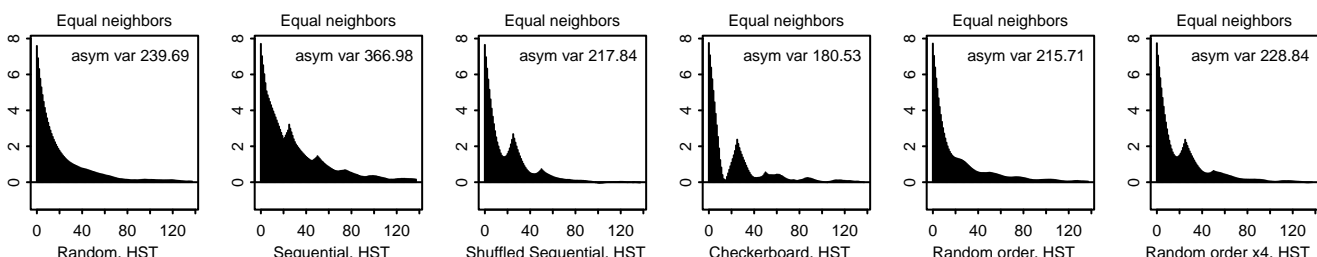 Equal neighbors Equal neighbors Equal neighbors Equal neighbors Equal neighbors Equal neighbors
asym var 239.69 asym var 366.98 asym var 217.84 asym var 180.53 asym var 215.71 asym var 228.84
8 8 8 8 8 8
6 6 6 6 6 6
4 4 4 4 4 4
2 2 2 2 2 2
0 0 0 0 0 0
0 40 80 120 0 40 80 120 0 40 80 120 0 40 80 120 0 40 80 120 0 40 80 120
Random, HST Sequential, HST Shuffled Sequential, HST Checkerboard, HST Random order, HST Random order x4, HST